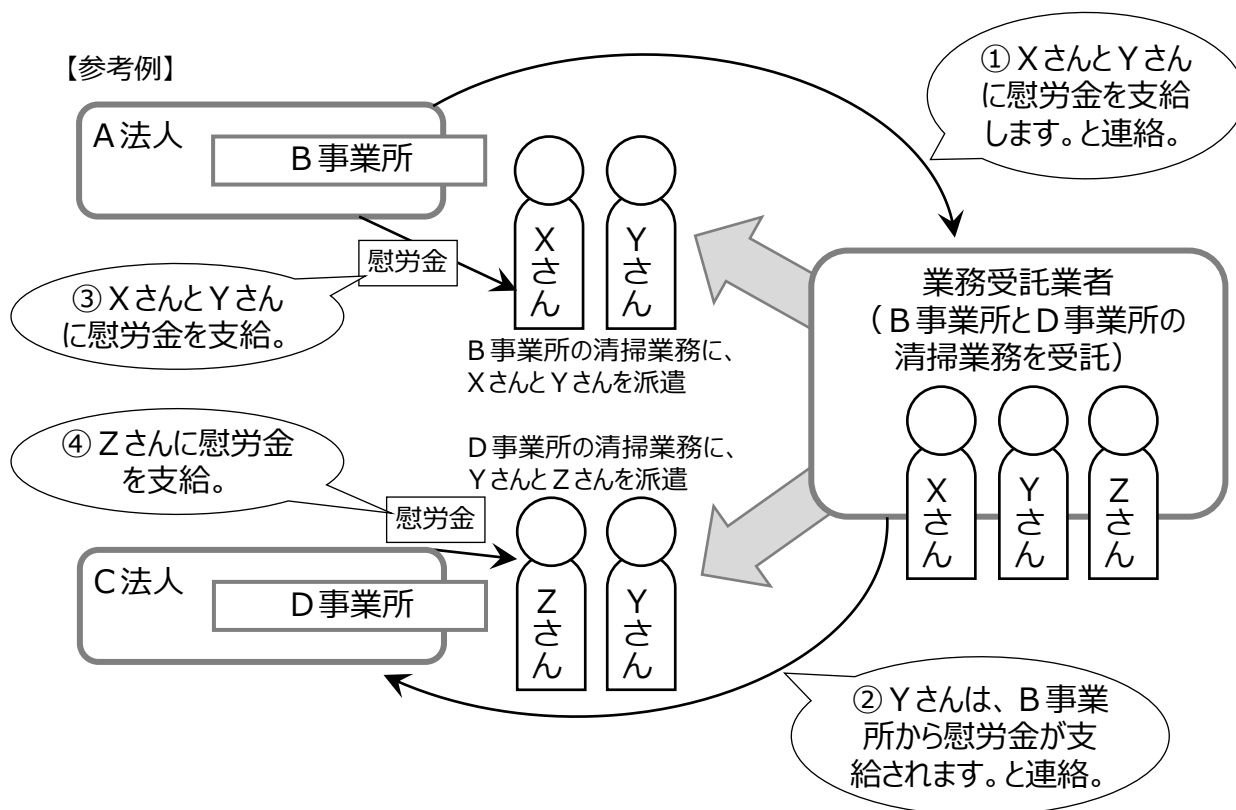 【参考例】
① XさんとYさん
に慰労金を支給
します。と連絡。
A法人
B事業所
Xさん
Yさん
慰労金
③ XさんとYさん
に慰労金を支給。
B事業所の清掃業務に、
XさんとYさんを派遣
業務受託業者
（B事業所とD事業所の
清掃業務を受託）
Xさん
Yさん
Zさん
④ Zさんに慰労金
を支給。
D事業所の清掃業務に、
YさんとZさんを派遣
慰労金
C法人
D事業所
Zさん
Yさん
② Yさんは、B事業
所から慰労金が支
給されます。と連絡。